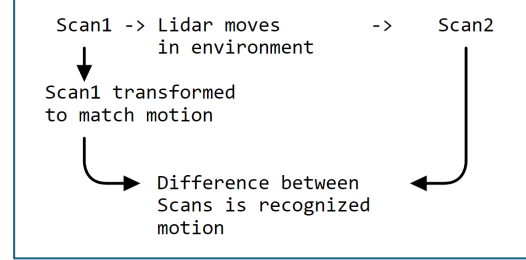 Scan1 -> Lidar moves -> Scan2
in environment
Scan1 transformed
to match motion
Difference between
Scans is recognized
motion